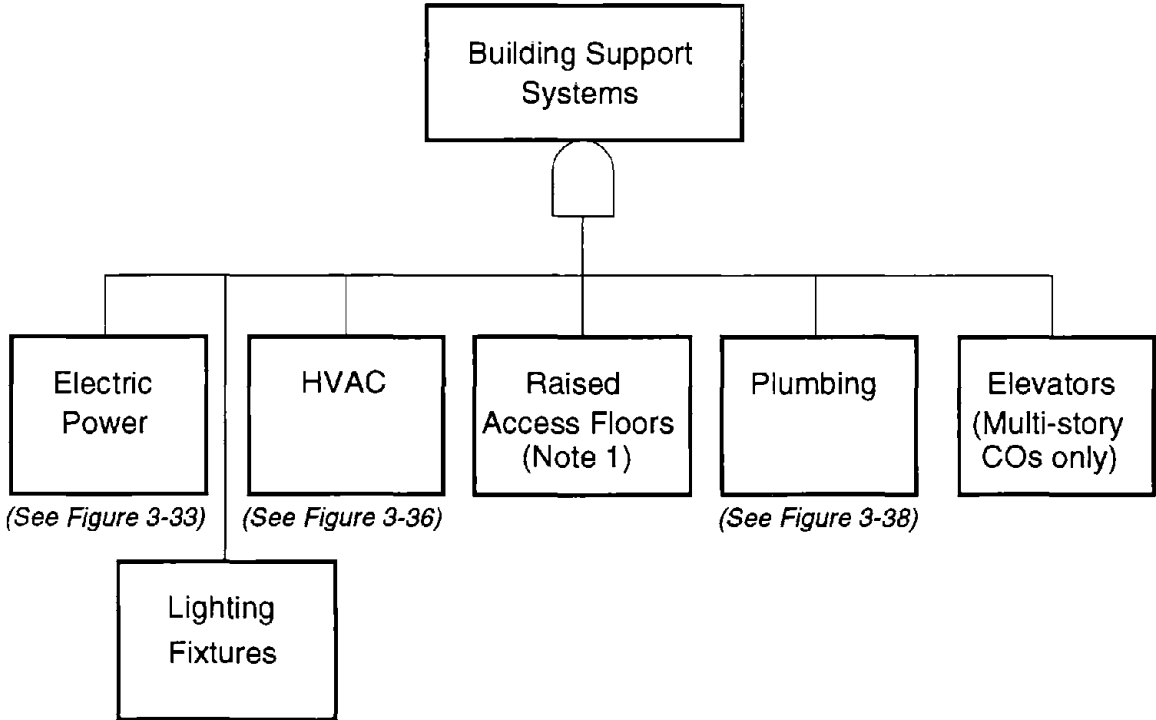 Building Support
Systems
Electric
Power
(See Figure 3-33)
HVAC
(See Figure 3-36)
Raised
Access Floors
(Note 1)
Plumbing
(See Figure 3-38)
Elevators
(Multi-story
COs only)
Lighting
Fixtures